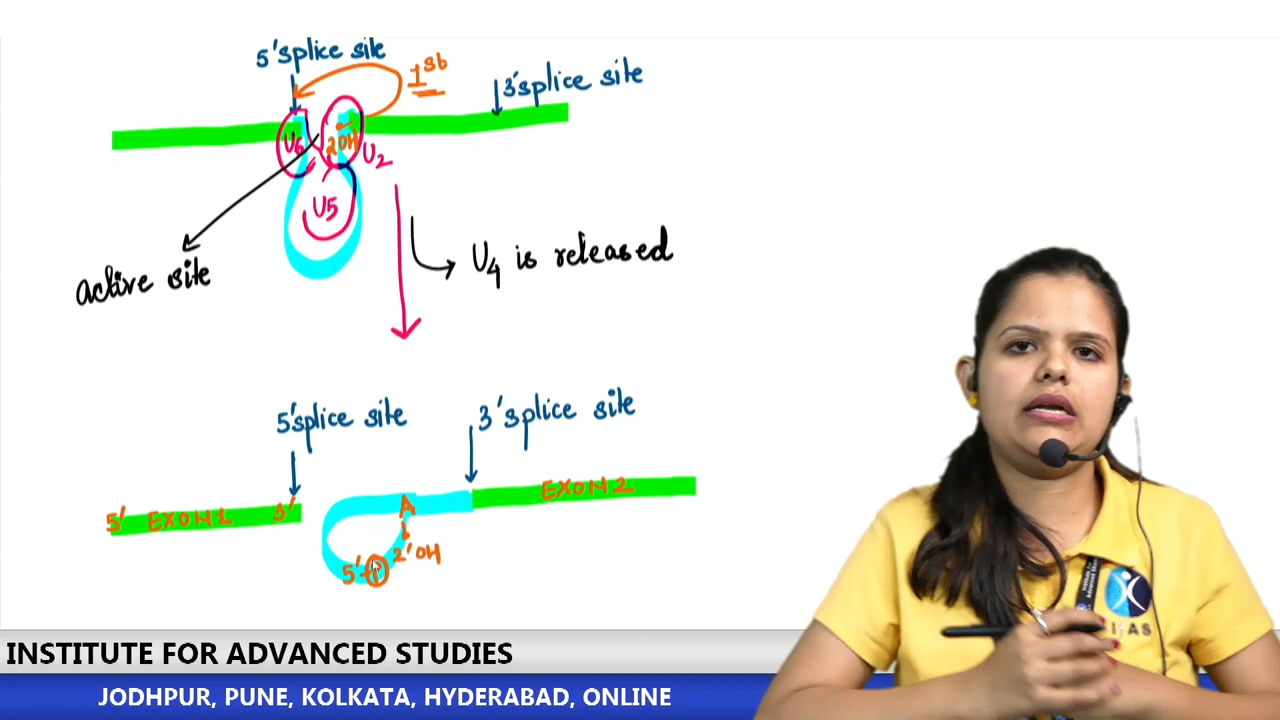 5' splice site
1st
3' splice site
U6
2'OH
U2
U5
active site
U4 is released
5' splice site
3' splice site
5' EXON 1 3'
A
EXON 2
2' OH
5' P
INSTITUTE FOR ADVANCED STUDIES
JODHPUR, PUNE, KOLKATA, HYDERABAD, ONLINE